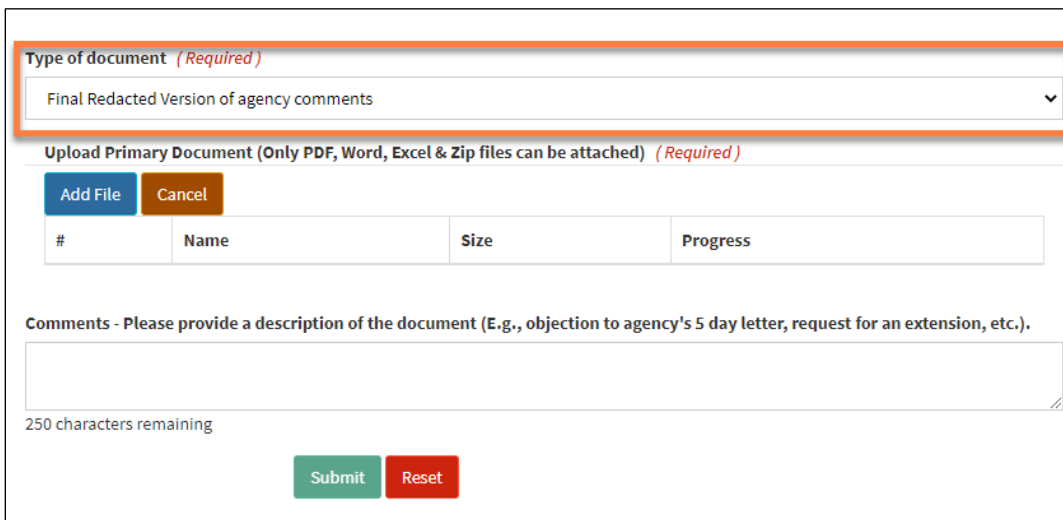 Type of document (Required)
Final Redacted Version of agency comments
Upload Primary Document (Only PDF, Word, Excel & Zip files can be attached) (Required)
Add File Cancel
# Name Size Progress
Comments - Please provide a description of the document (E.g., objection to agency's 5 day letter, request for an extension, etc.).
250 characters remaining
Submit Reset